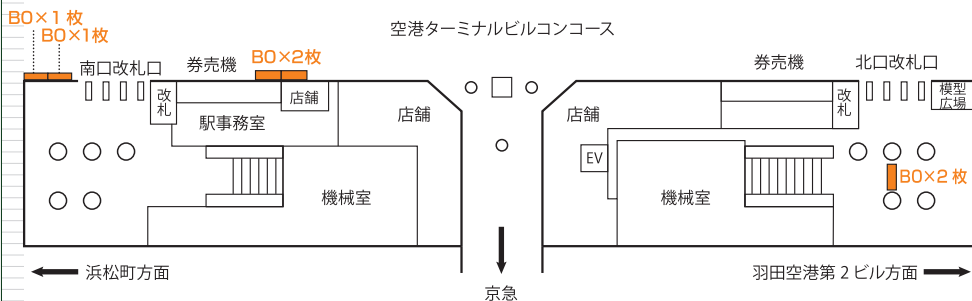 BO×1枚
BO×1枚
空港ターミナルビルコンコース
南口改札口
券売機
BO×2枚
券売機
北口改札口
改札
店舗
店舗
店舗
改札
模型広場
駅事務室
EV
機械室
機械室
BO×2枚
浜松町方面
京急
羽田空港第2ビル方面